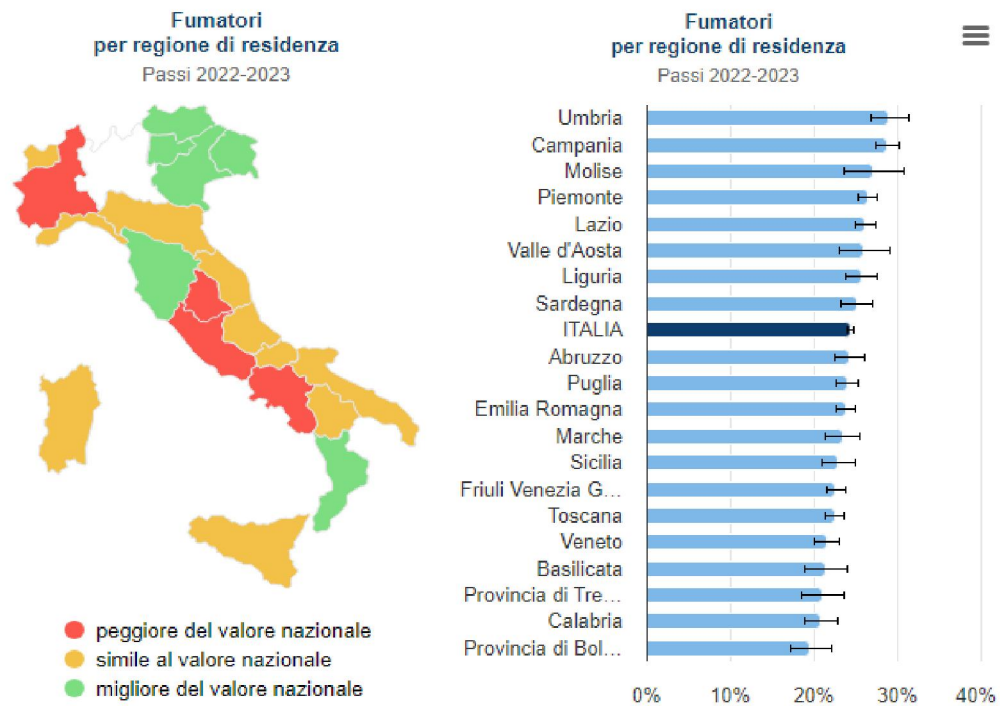 Fumatori
per regione di residenza
Passi 2022-2023
peggiore del valore nazionale
simile al valore nazionale
migliore del valore nazionale
Fumatori
per regione di residenza
Passi 2022-2023
Umbria
Campania
Molise
Piemonte
Lazio
Valle d'Aosta
Liguria
Sardegna
ITALIA
Abruzzo
Puglia
Emilia Romagna
Marche
Sicilia
Friuli Venezia G...
Toscana
Veneto
Basilicata
Provincia di Tre...
Calabria
Provincia di Bol...
0% 10% 20% 30% 40%